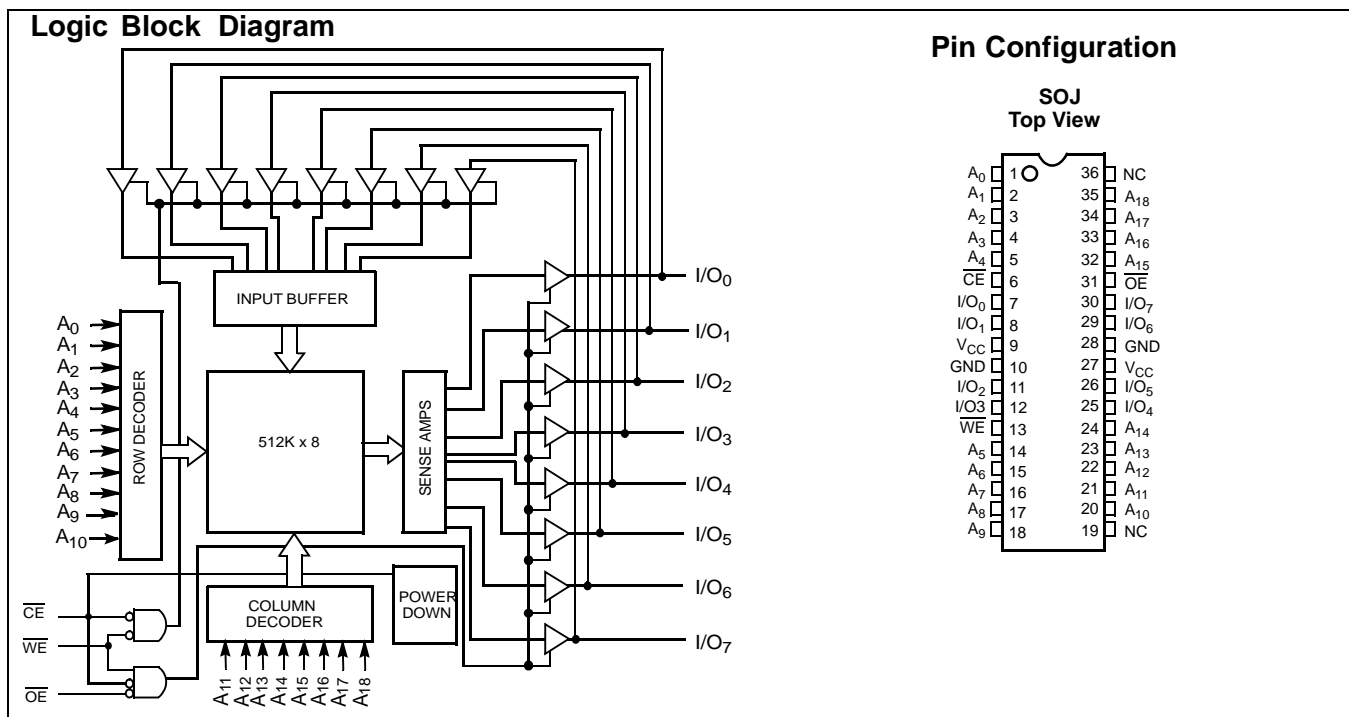 Logic Block Diagram
Pin Configuration
SOJ
Top View
INPUT BUFFER
A0
A1
A2
A3
A4
A5
A6
A7
A8
A9
A10
ROW DECODER
512K x 8
SENSE AMPS
I/O0
I/O1
I/O2
I/O3
I/O4
I/O5
I/O6
I/O7
CE
WE
OE
COLUMN
DECODER
POWER
DOWN
A11
A12
A13
A14
A15
A16
A17
A18
A0 1 36 NC
A1 2 35 A18
A2 3 34 A17
A3 4 33 A16
A4 5 32 A15
CE 6 31 OE
I/O0 7 30 I/O7
I/O1 8 29 I/O6
VCC 9 28 GND
GND 10 27 VCC
I/O2 11 26 I/O5
I/O3 12 25 I/O4
WE 13 24 A14
A5 14 23 A13
A6 15 22 A12
A7 16 21 A11
A8 17 20 A10
A9 18 19 NC